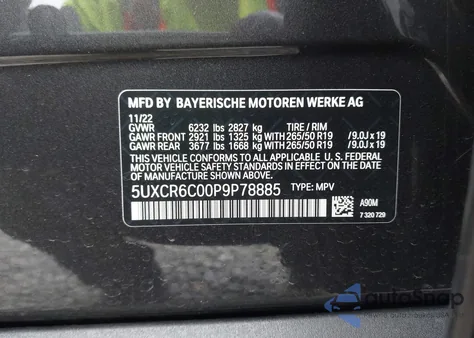 MFD BY BAYERISCHE MOTOREN WERKE AG
11/22
GVWR 6232 lbs 2827 kg TIRE / RIM
GAWR FRONT 2921 lbs 1325 kg WITH 265/50 R19 /9.0J x 19
GAWR REAR 3677 lbs 1668 kg WITH 265/50 R19 /9.0J x 19
THIS VEHICLE CONFORMS TO ALL APPLICABLE U.S. FEDERAL
MOTOR VEHICLE SAFETY STANDARDS IN EFFECT ON THE DATE
OF MANUFACTURE SHOWN ABOVE.
5UXCR6C00P9P78885 TYPE: MPV
A90M
7 320 729
autoSnap